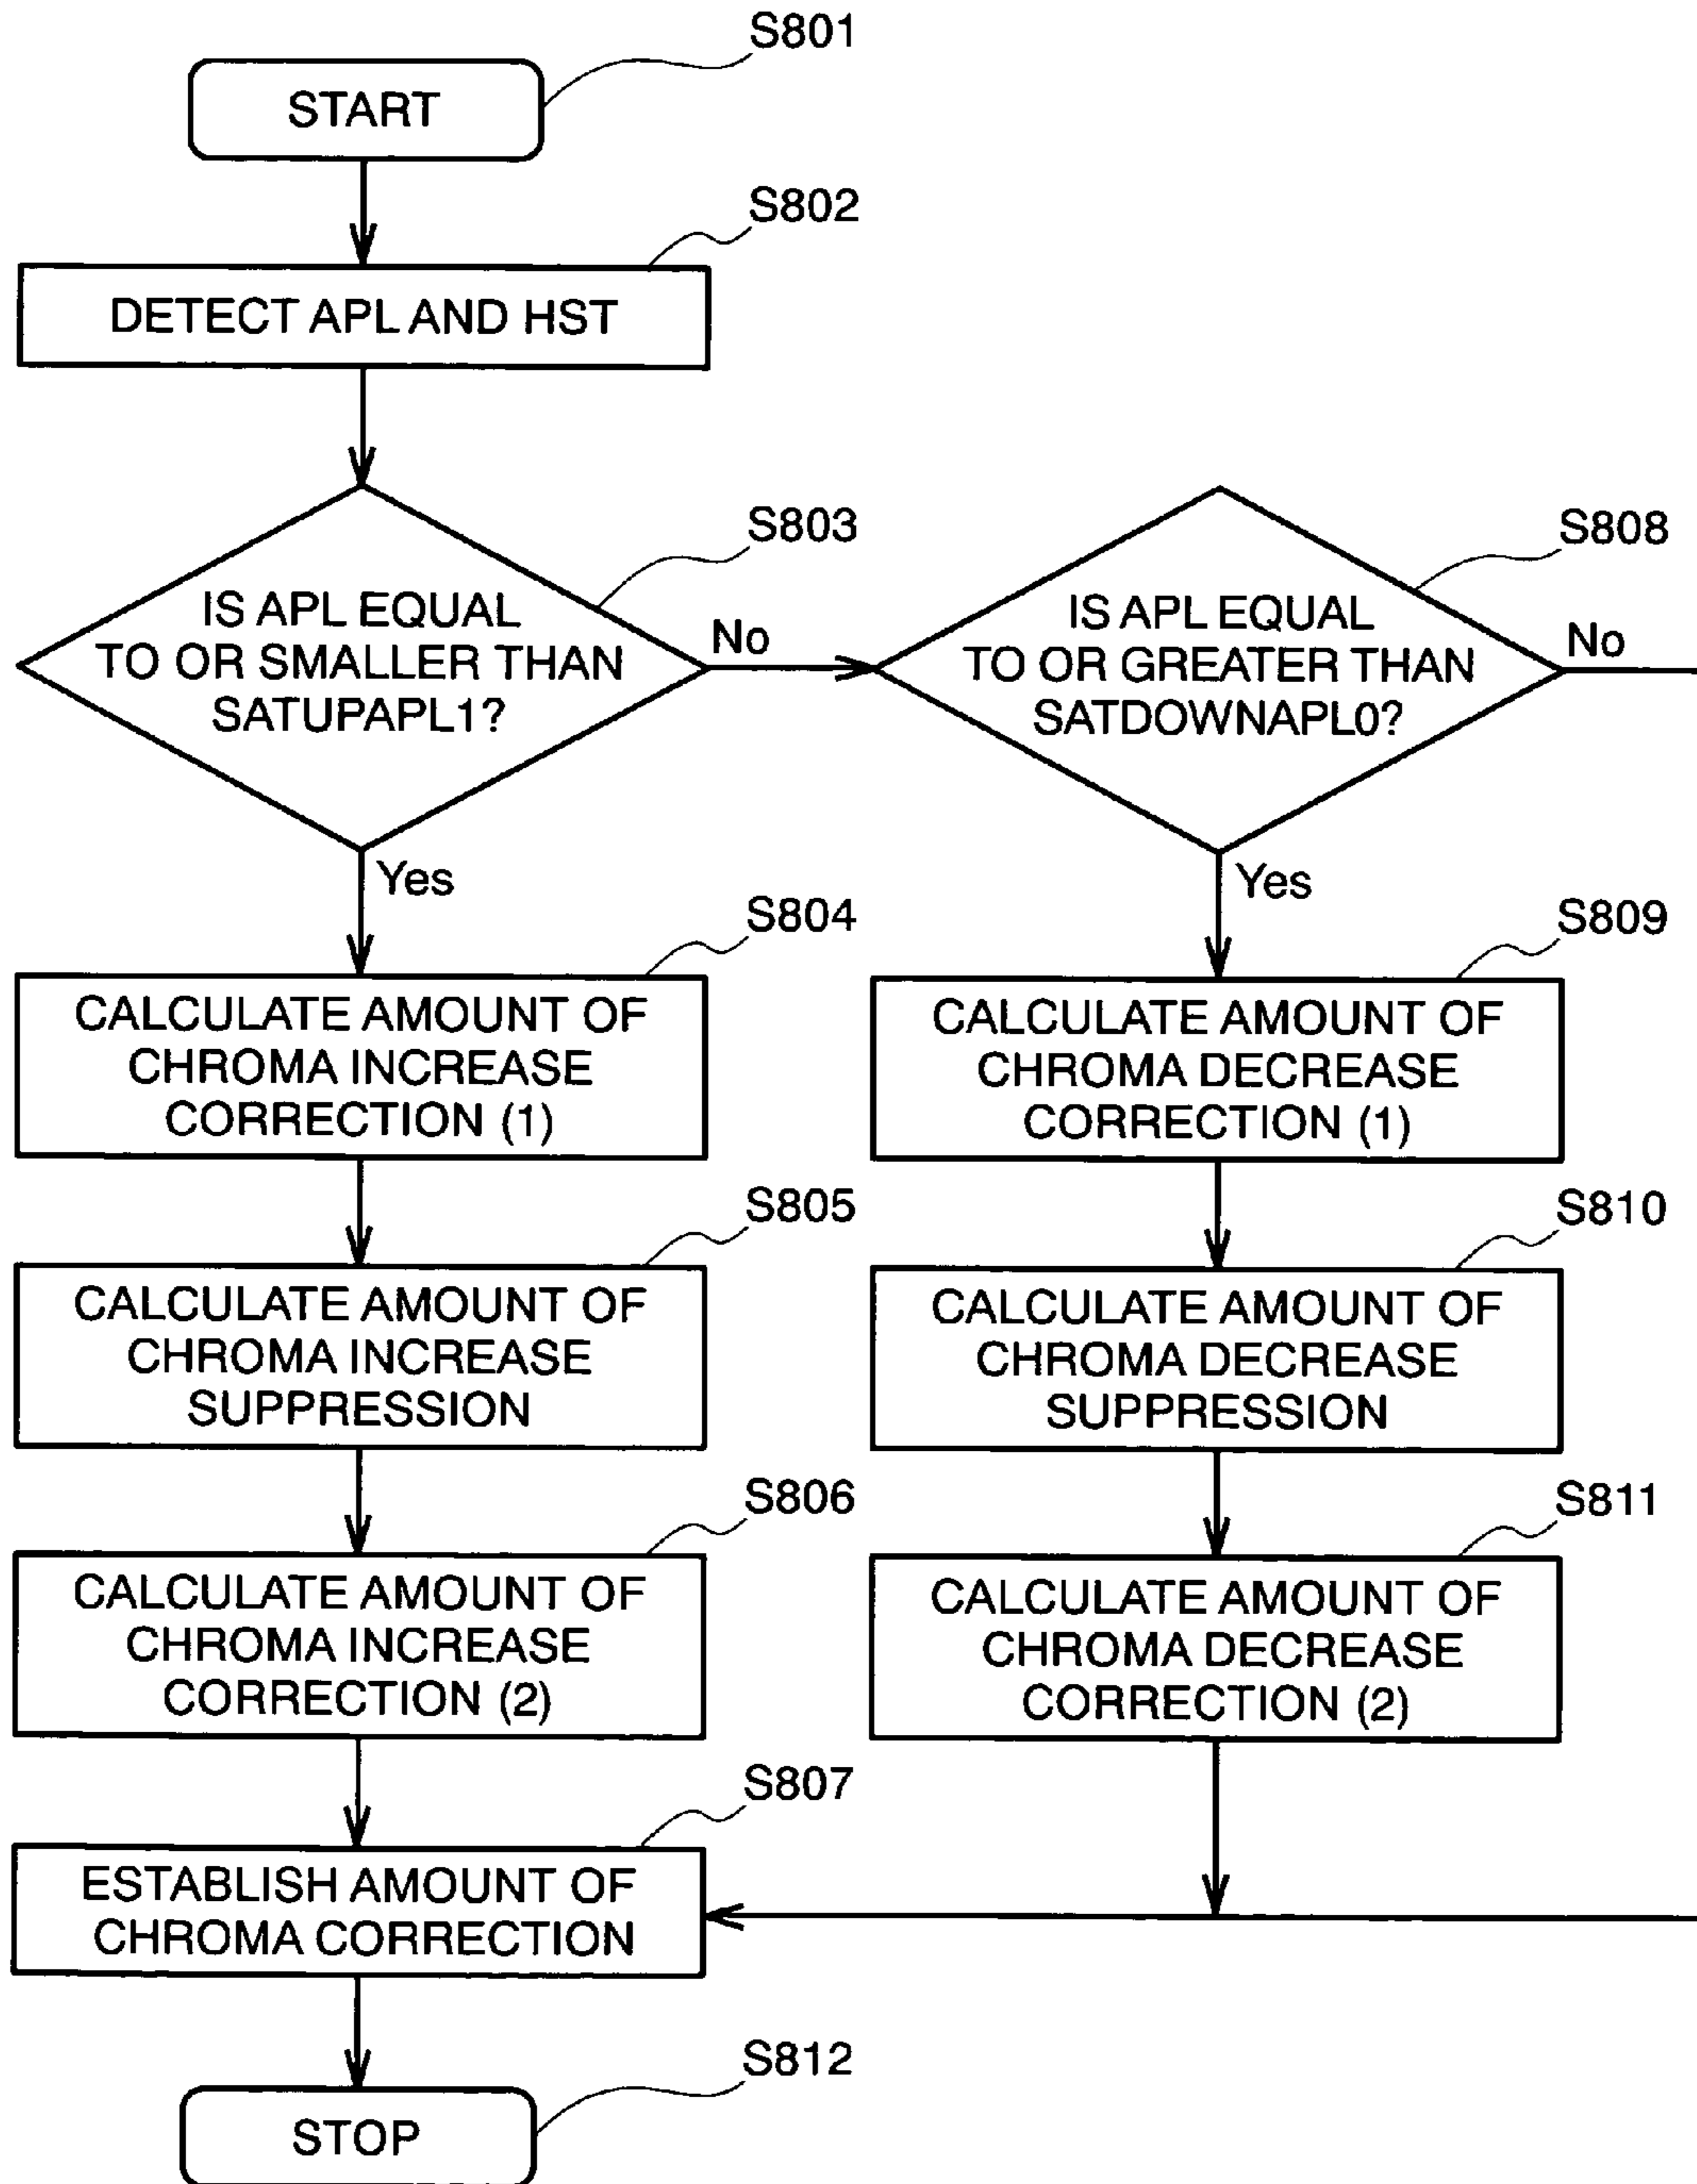 S801
START
S802
DETECT APL AND HST
S803
IS APL EQUAL
TO OR SMALLER THAN
SATUPAPL1?
No
Yes
S808
IS APL EQUAL
TO OR GREATER THAN
SATDOWNAPL0?
No
Yes
S804
CALCULATE AMOUNT OF
CHROMA INCREASE
CORRECTION (1)
S809
CALCULATE AMOUNT OF
CHROMA DECREASE
CORRECTION (1)
S805
CALCULATE AMOUNT OF
CHROMA INCREASE
SUPPRESSION
S810
CALCULATE AMOUNT OF
CHROMA DECREASE
SUPPRESSION
S806
CALCULATE AMOUNT OF
CHROMA INCREASE
CORRECTION (2)
S811
CALCULATE AMOUNT OF
CHROMA DECREASE
CORRECTION (2)
S807
ESTABLISH AMOUNT OF
CHROMA CORRECTION
S812
STOP